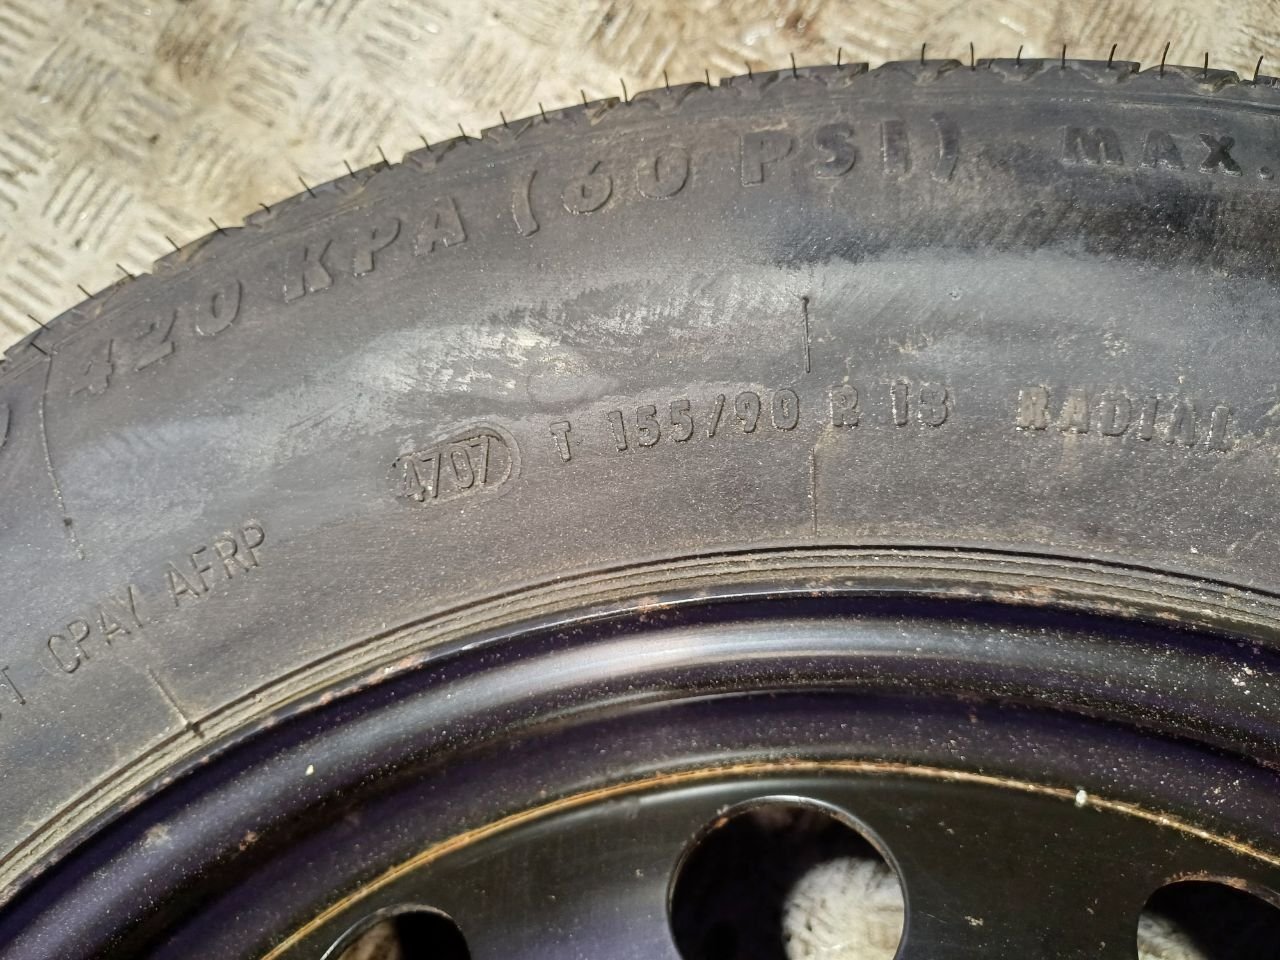 420 KPA (60 PSI) MAX.
4707 T 155/90 R 18 RADIAL
CPAY AFRP